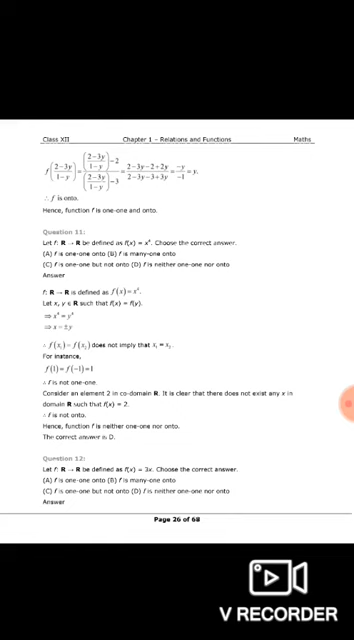 Class XII Chapter 1 – Relations and Functions Maths
f((2−3y)/(1−y)) = (((2−3y)/(1−y))−2)/(((2−3y)/(1−y))−3) = (2−3y−2+2y)/(2−3y−3+3y) = (−y)/(−1) = y.
∴ f is onto.
Hence, function f is one-one and onto.
Question 11:
Let f: R → R be defined as f(x) = x⁴. Choose the correct answer.
(A) f is one-one onto (B) f is many-one onto
(C) f is one-one but not onto (D) f is neither one-one nor onto
Answer
f: R → R is defined as f(x) = x⁴.
Let x, y ∈ R such that f(x) = f(y).
⇒ x⁴ = y⁴
⇒ x = ±y
∴ f(x₁) = f(x₂) does not imply that x₁ = x₂.
For instance,
f(1) = f(−1) = 1
∴ f is not one-one.
Consider an element 2 in co-domain R. It is clear that there does not exist any x in
domain R such that f(x) = 2.
∴ f is not onto.
Hence, function f is neither one-one nor onto.
The correct answer is D.
Question 12:
Let f: R → R be defined as f(x) = 3x. Choose the correct answer.
(A) f is one-one onto (B) f is many-one onto
(C) f is one-one but not onto (D) f is neither one-one nor onto
Answer
Page 26 of 68
V RECORDER